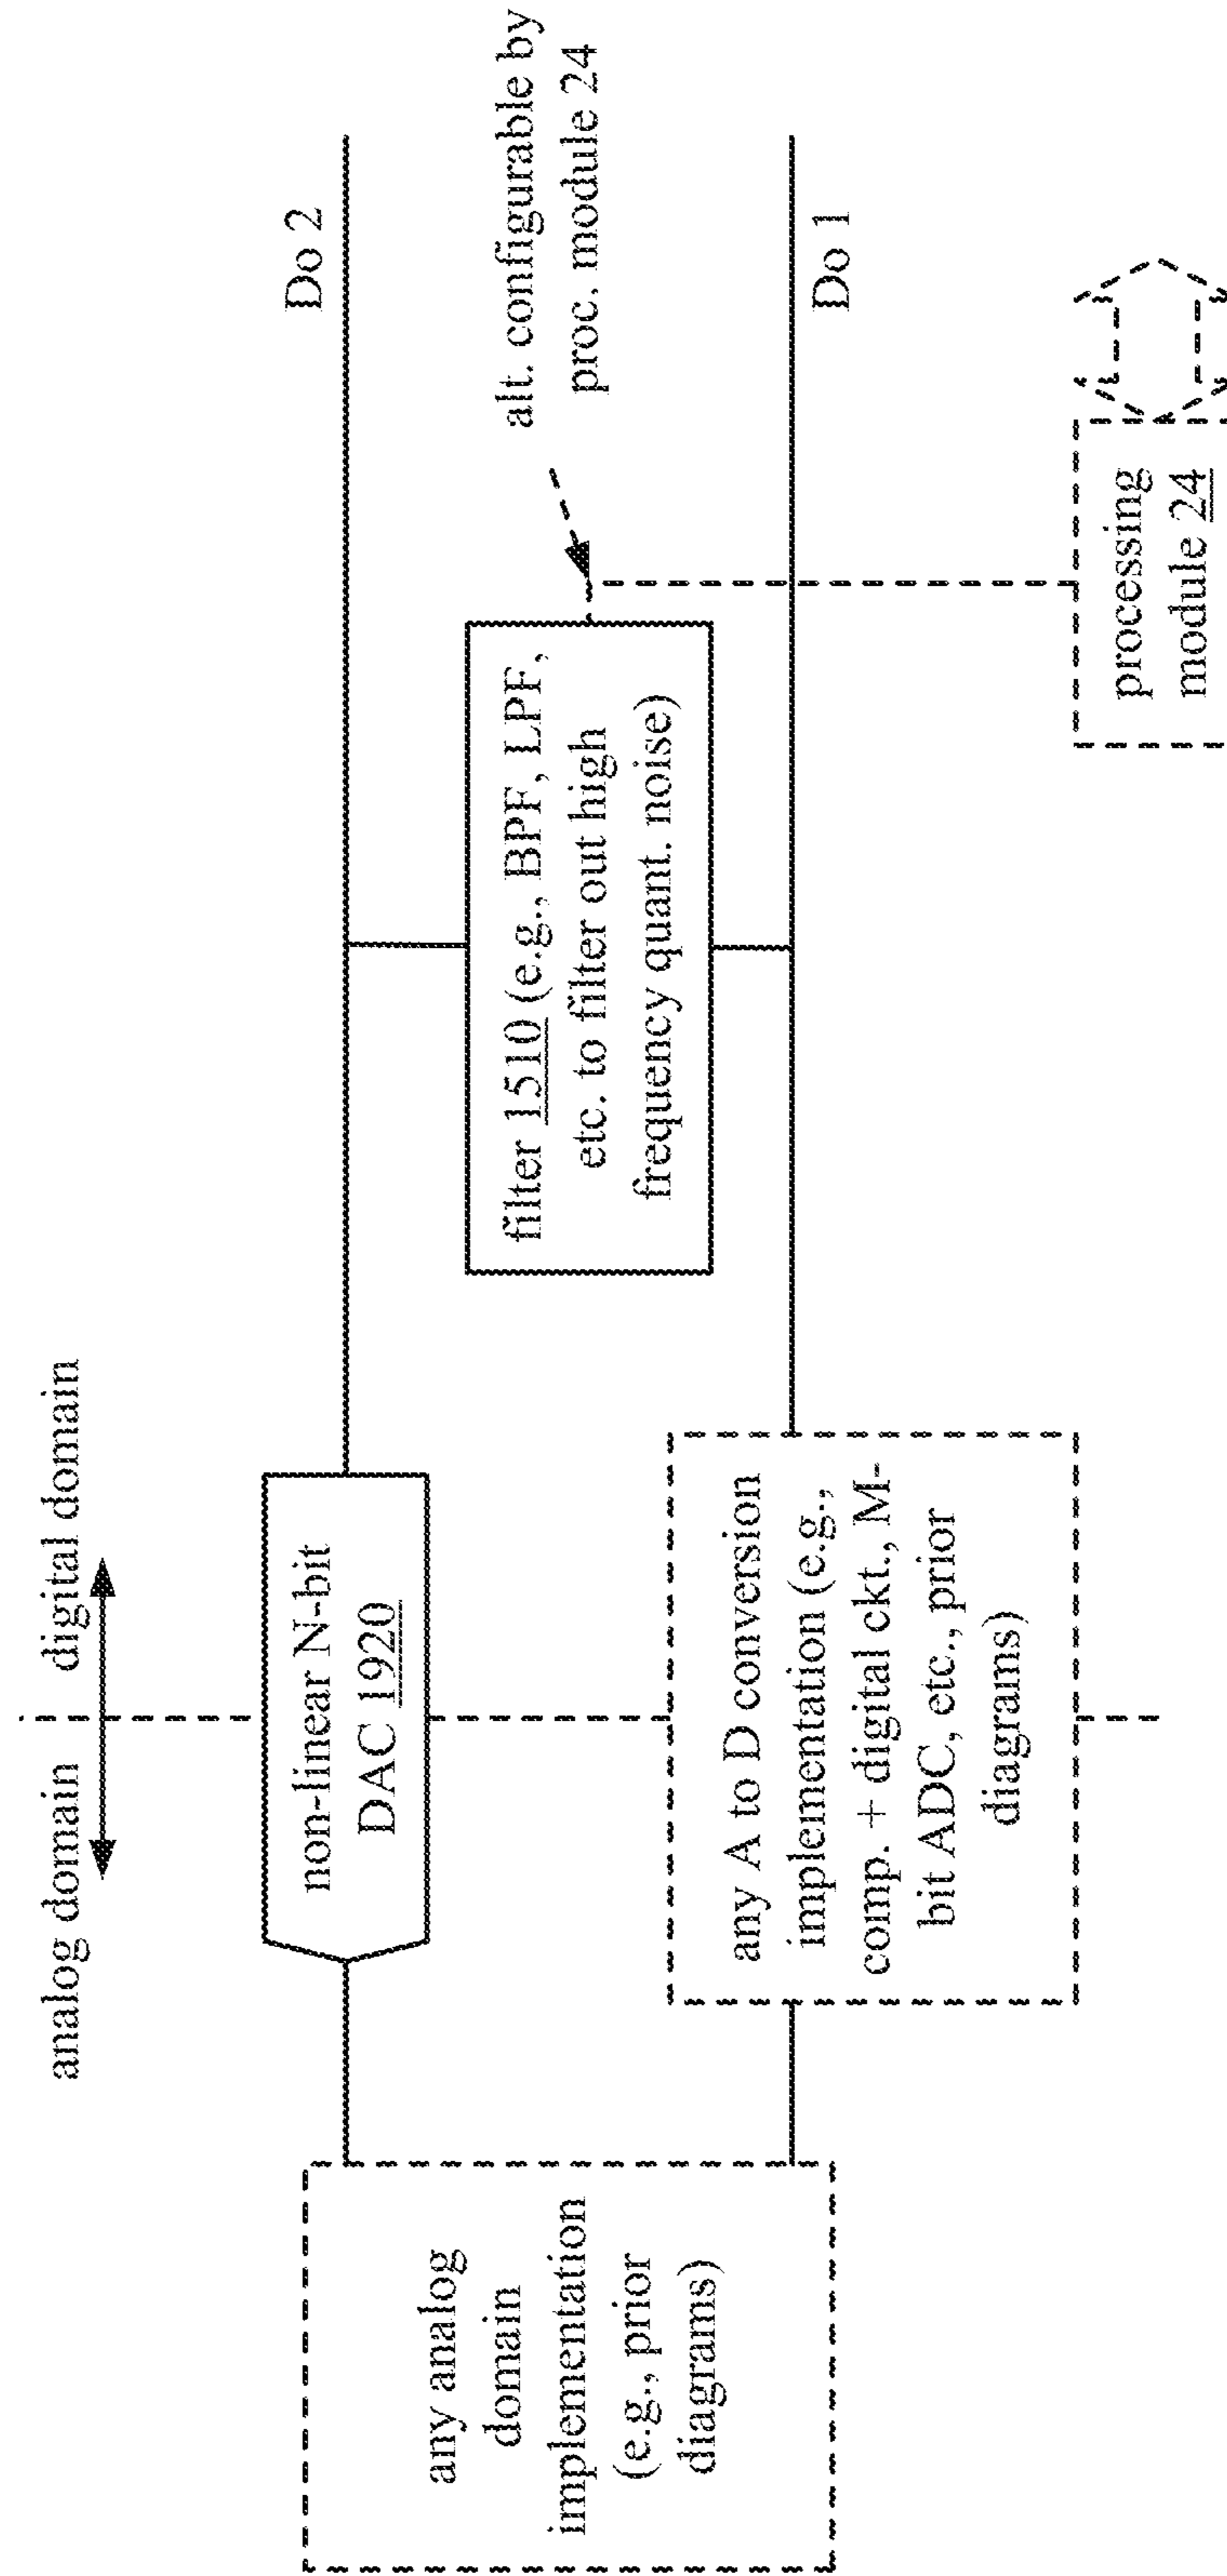 analog domain
digital domain
any analog
domain
implementation
(e.g., prior
diagrams)
non-linear N-bit
DAC 1920
Do 2
any A to D conversion
implementation (e.g.,
comp. + digital ckt., M-
bit ADC, etc., prior
diagrams)
filter 1510 (e.g., BPF, LPF,
etc. to filter out high
frequency quant. noise)
alt. configurable by
proc. module 24
Do 1
processing
module 24